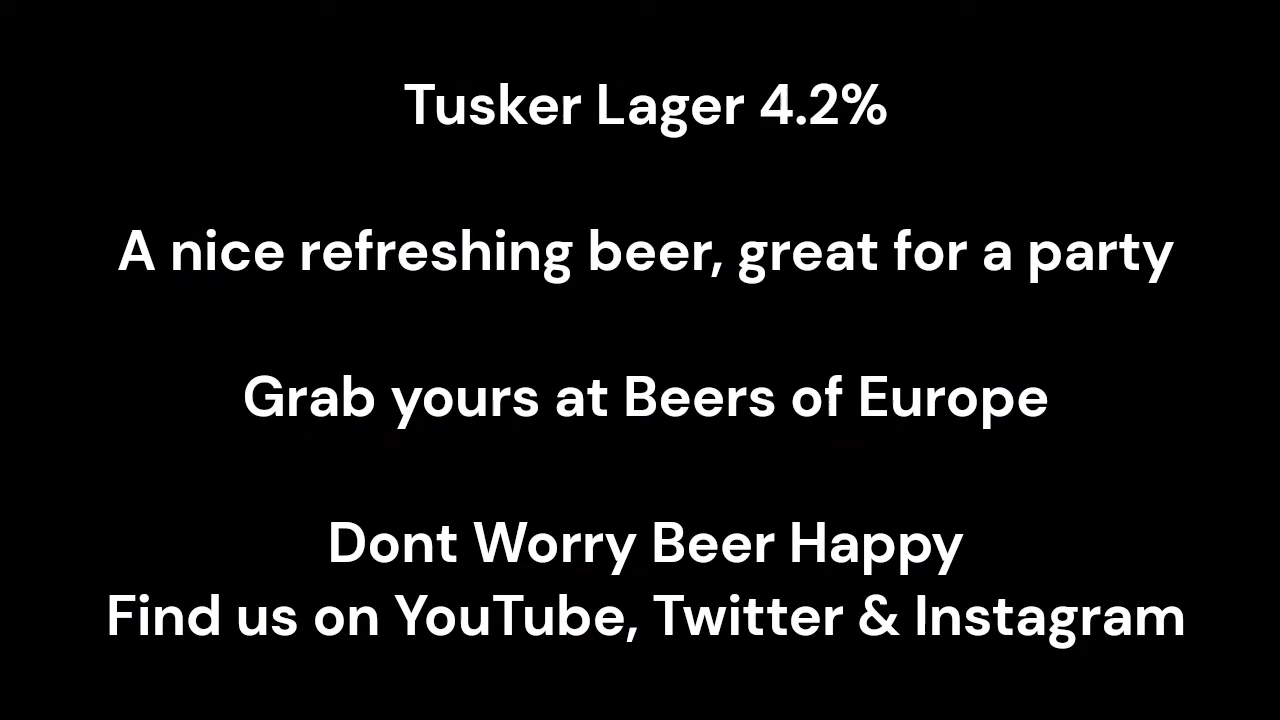 Tusker Lager 4.2%
A nice refreshing beer, great for a party
Grab yours at Beers of Europe
Dont Worry Beer Happy
Find us on YouTube, Twitter & Instagram